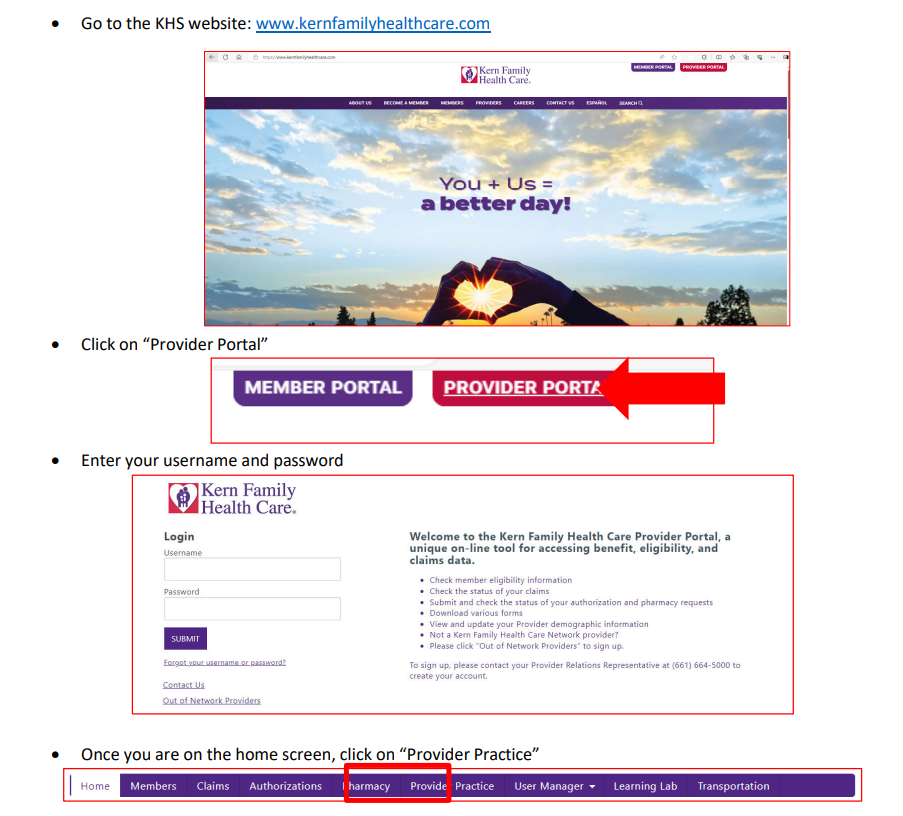 • Go to the KHS website: www.kernfamilyhealthcare.com
https://www.kernfamilyhealthcare.com
Kern Family
Health Care.
MEMBER PORTAL PROVIDER PORTAL
ABOUT US BECOME A MEMBER MEMBERS PROVIDERS CAREERS CONTACT US ESPAÑOL SEARCH
You + Us =
a better day!
• Click on “Provider Portal”
MEMBER PORTAL PROVIDER PORTA
• Enter your username and password
Kern Family
Health Care.
Login
Username
Password
SUBMIT
Forgot your username or password?
Contact Us
Out of Network Providers
Welcome to the Kern Family Health Care Provider Portal, a
unique on-line tool for accessing benefit, eligibility, and
claims data.
• Check member eligibility information
• Check the status of your claims
• Submit and check the status of your authorization and pharmacy requests
• Download various forms
• View and update your Provider demographic information
• Not a Kern Family Health Care Network provider?
• Please click "Out of Network Providers" to sign up.
To sign up, please contact your Provider Relations Representative at (661) 664-5000 to
create your account.
• Once you are on the home screen, click on “Provider Practice”
Home Members Claims Authorizations Pharmacy Provider Practice User Manager Learning Lab Transportation